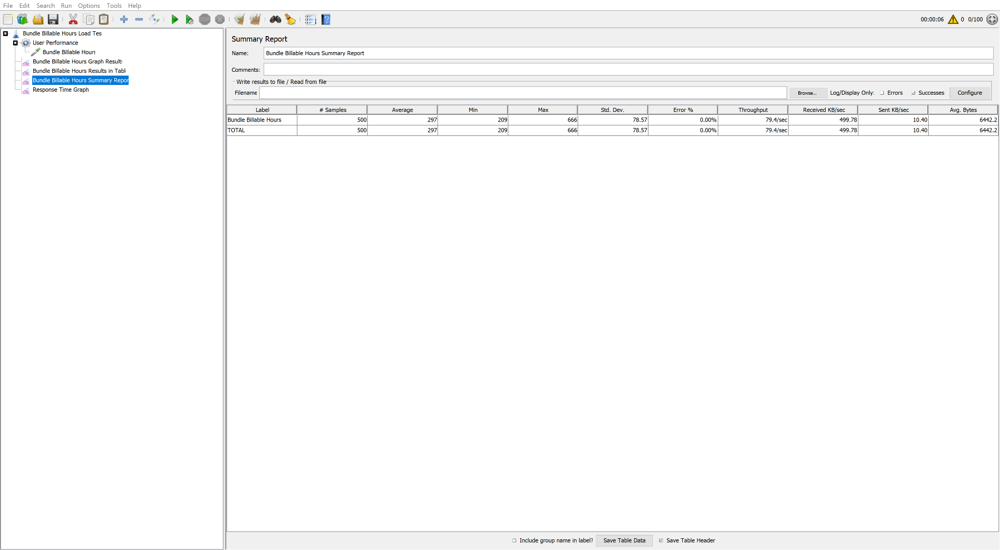 File Edit Search Run Options Tools Help
STOP
00:00:06 0 0/100
Bundle Billable Hours Load Tes
User Performance
Bundle Billable Hours
Bundle Billable Hours Graph Results
Bundle Billable Hours Results in Tabl
Bundle Billable Hours Summary Repor
Response Time Graph
Summary Report
Name: Bundle Billable Hours Summary Report
Comments:
Write results to file / Read from file
Filename Browse... Log/Display Only: Errors Successes Configure
Label # Samples Average Min Max Std. Dev. Error % Throughput Received KB/sec Sent KB/sec Avg. Bytes
Bundle Billable Hours 500 297 209 666 78.57 0.00% 79.4/sec 499.78 10.40 6442.2
TOTAL 500 297 209 666 78.57 0.00% 79.4/sec 499.78 10.40 6442.2
Include group name in label? Save Table Data Save Table Header